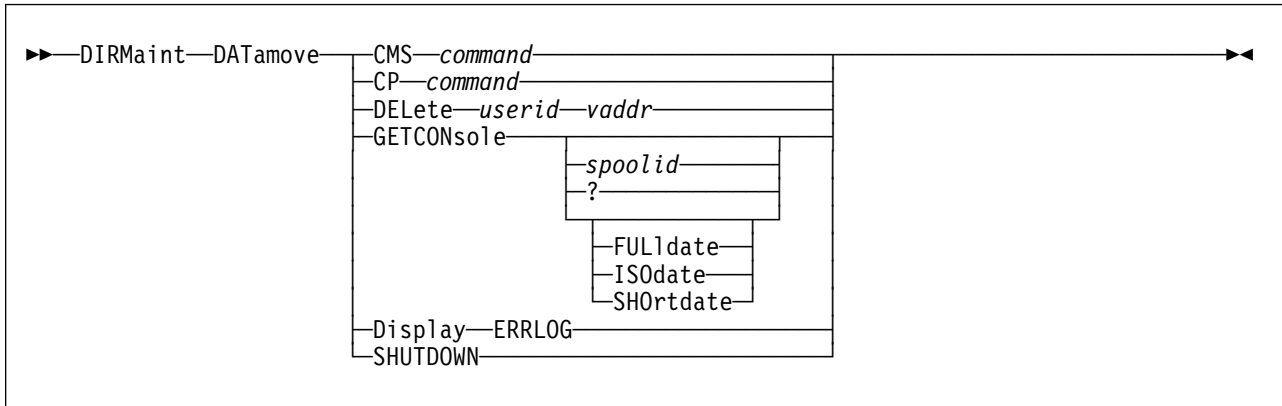 DIRMaint DATamove CMS command
CP command
DELete userid vaddr
GETCONsole
spoolid
?
FULldate
ISOdate
SHOrtdate
Display ERRLOG
SHUTDOWN